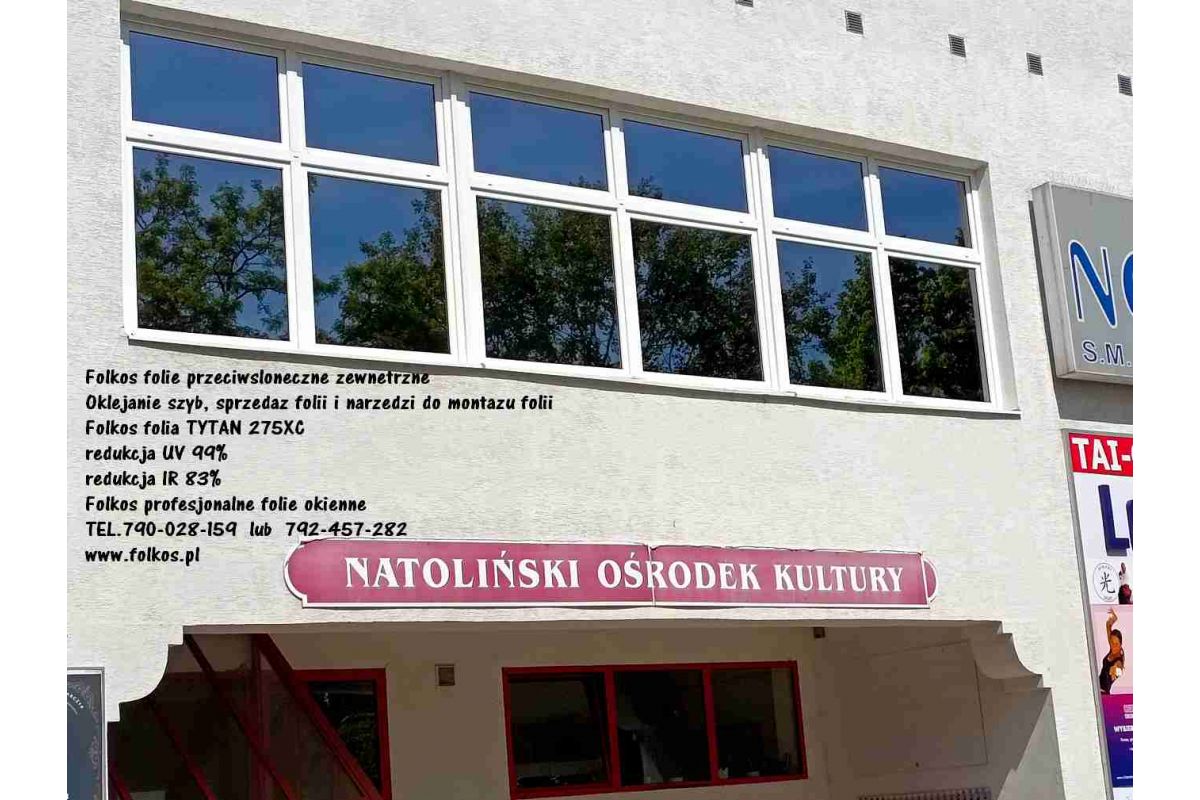 Folkos folie przeciwsloneczne zewnetrzne
Oklejanie szyb, sprzedaz folii i narzedzi do montazu folii
Folkos folia TYTAN 275XC
redukcja UV 99%
redukcja IR 83%
Folkos profesjonalne folie okienne
TEL.790-028-159 lub 792-457-282
www.folkos.pl
NATOLIŃSKI OŚRODEK KULTURY
S.M.
TAI-
光